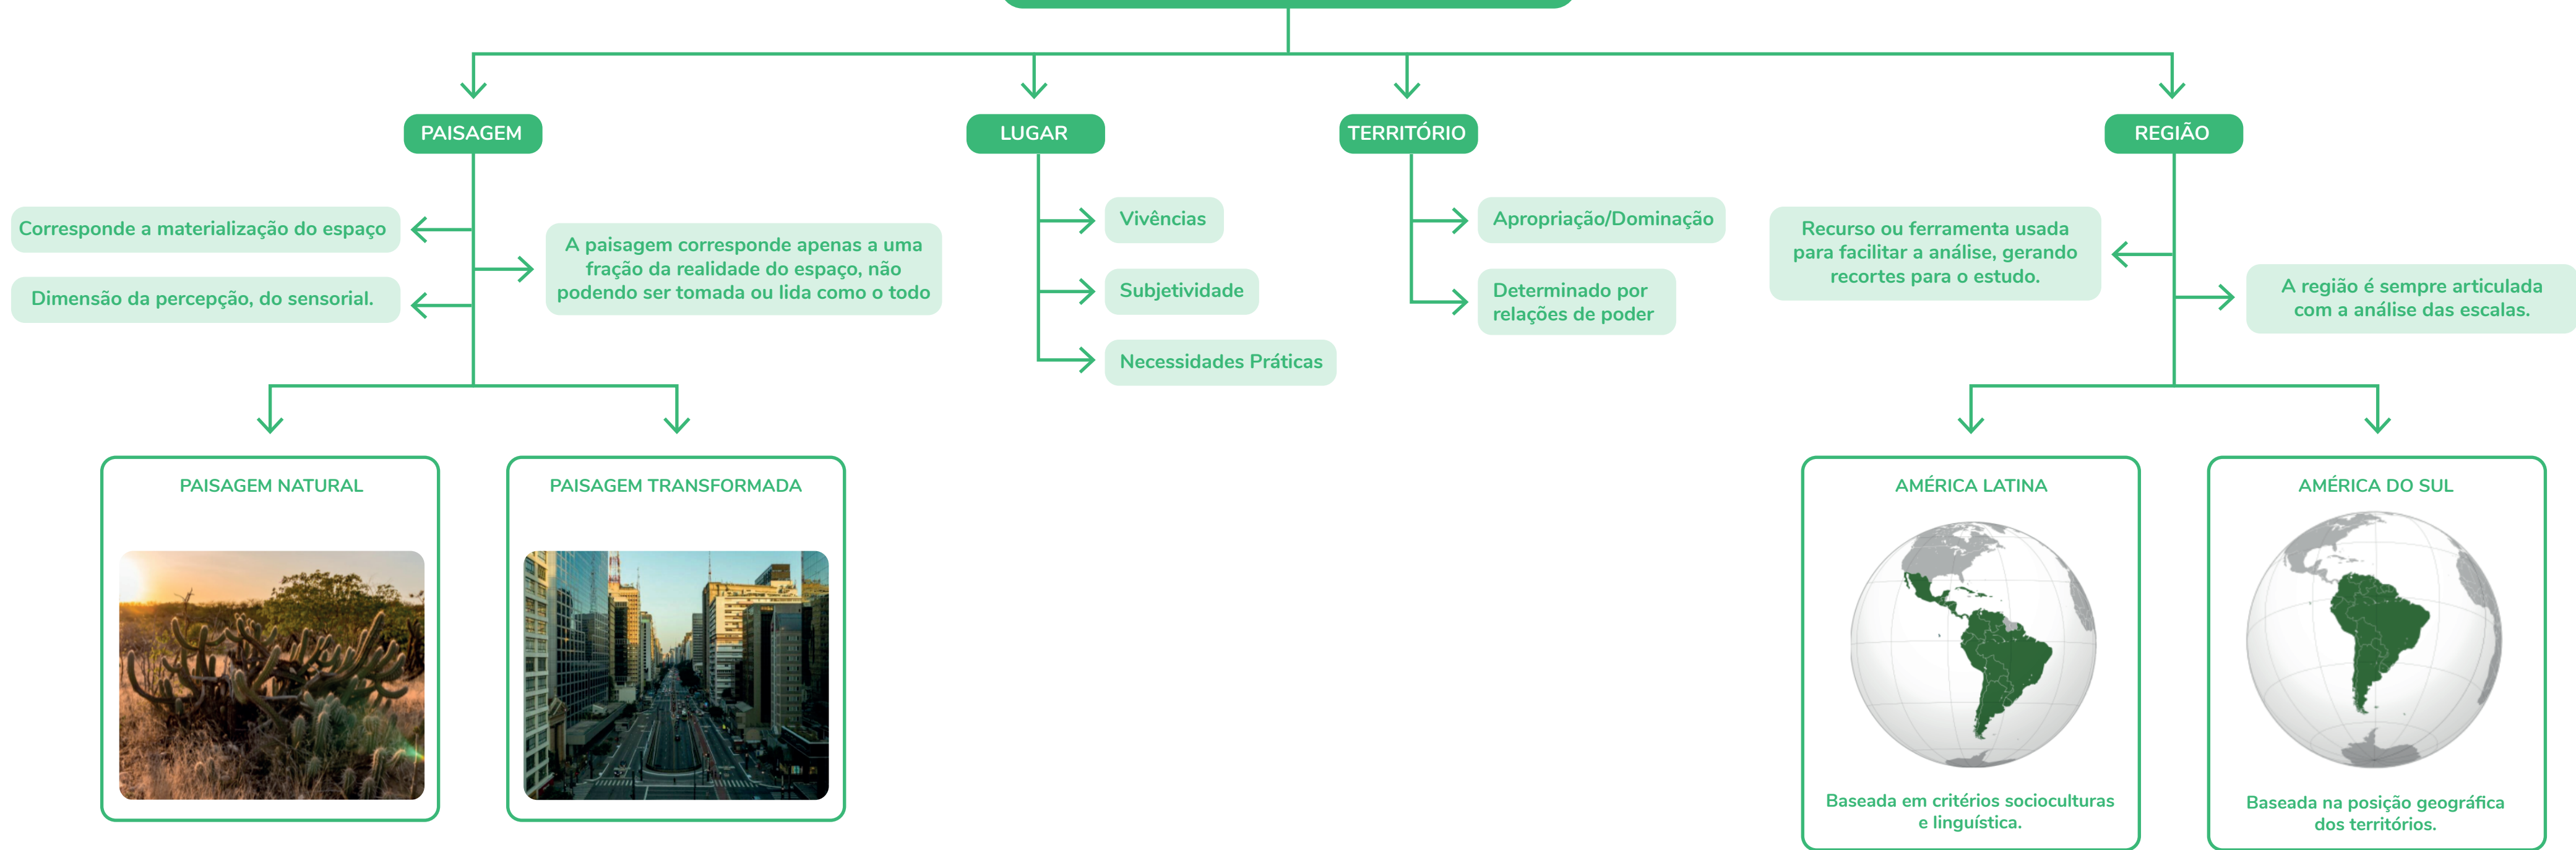 PAISAGEM
Corresponde a materialização do espaço
Dimensão da percepção, do sensorial.
A paisagem corresponde apenas a uma
fração da realidade do espaço, não
podendo ser tomada ou lida como o todo
PAISAGEM NATURAL
PAISAGEM TRANSFORMADA
LUGAR
Vivências
Subjetividade
Necessidades Práticas
TERRITÓRIO
Apropriação/Dominação
Determinado por
relações de poder
REGIÃO
Recurso ou ferramenta usada
para facilitar a análise, gerando
recortes para o estudo.
A região é sempre articulada
com a análise das escalas.
AMÉRICA LATINA
Baseada em critérios socioculturas
e linguística.
AMÉRICA DO SUL
Baseada na posição geográfica
dos territórios.